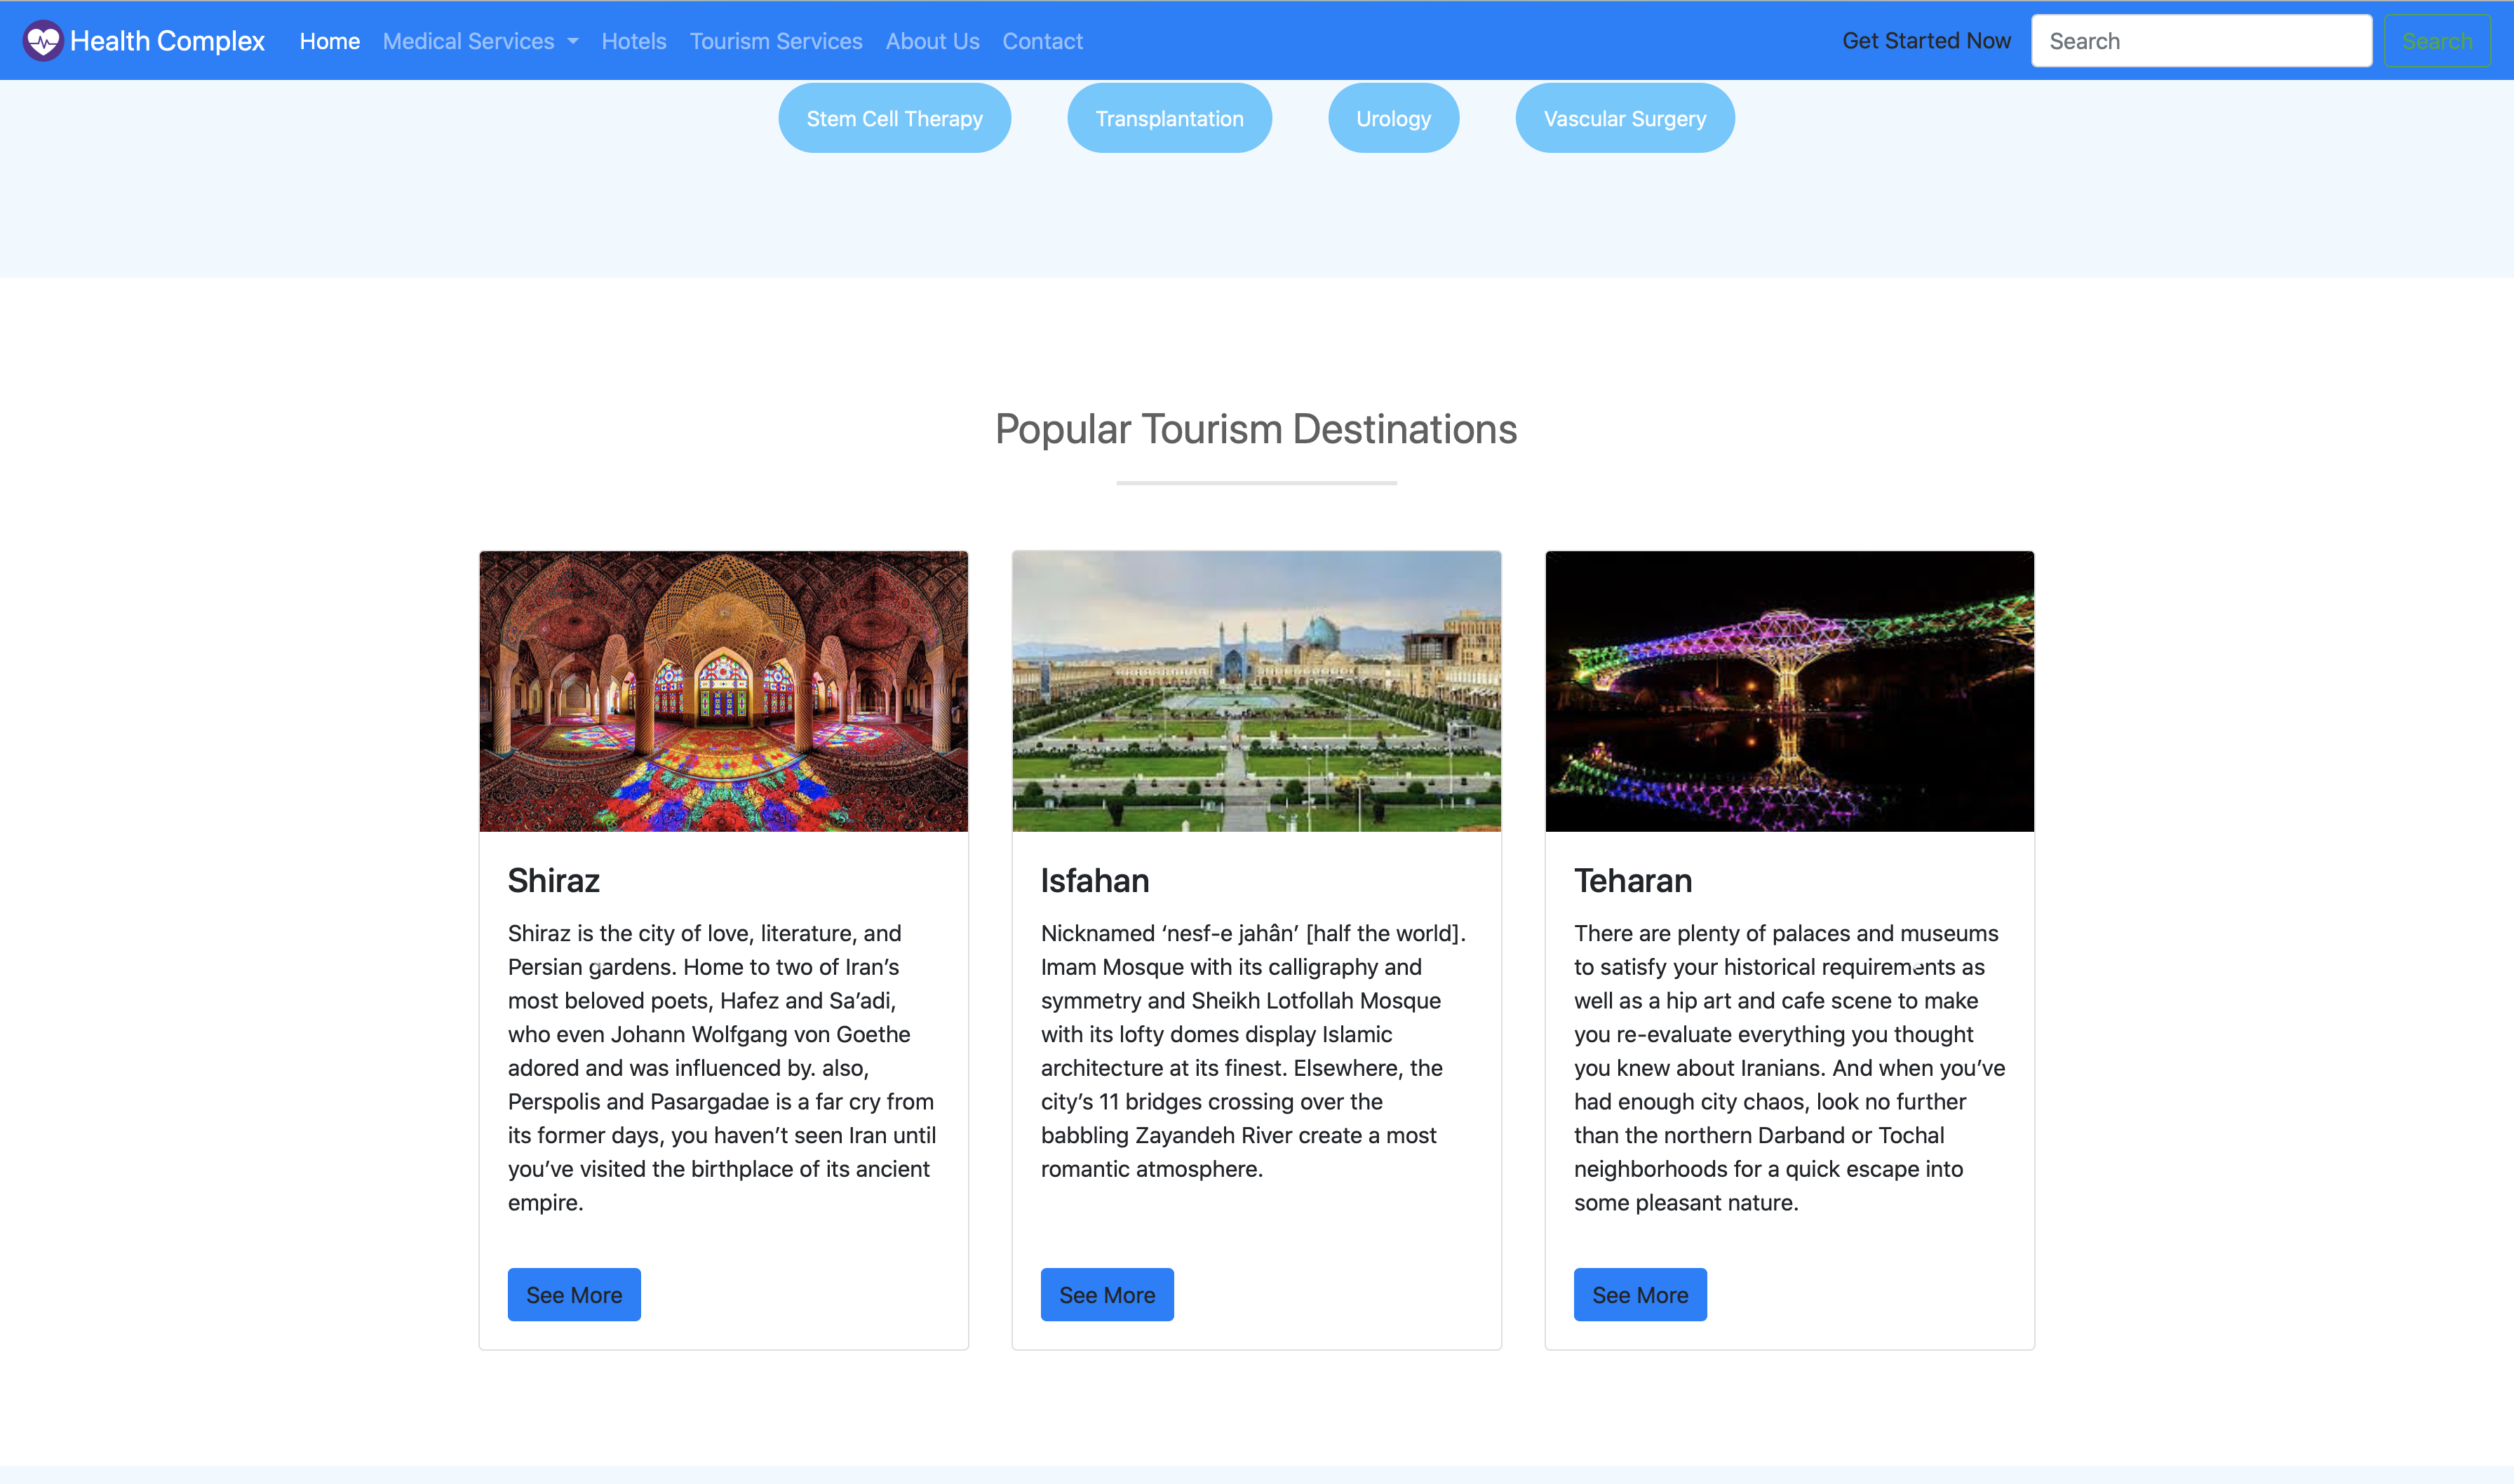 Health Complex Home Medical Services Hotels Tourism Services About Us Contact Get Started Now Search Search
Stem Cell Therapy Transplantation Urology Vascular Surgery
Popular Tourism Destinations
Shiraz
Shiraz is the city of love, literature, and
Persian gardens. Home to two of Iran’s
most beloved poets, Hafez and Sa’adi,
who even Johann Wolfgang von Goethe
adored and was influenced by. also,
Perspolis and Pasargadae is a far cry from
its former days, you haven’t seen Iran until
you’ve visited the birthplace of its ancient
empire.
See More
Isfahan
Nicknamed ‘nesf-e jahân’ [half the world].
Imam Mosque with its calligraphy and
symmetry and Sheikh Lotfollah Mosque
with its lofty domes display Islamic
architecture at its finest. Elsewhere, the
city’s 11 bridges crossing over the
babbling Zayandeh River create a most
romantic atmosphere.
See More
Teharan
There are plenty of palaces and museums
to satisfy your historical requirements as
well as a hip art and cafe scene to make
you re-evaluate everything you thought
you knew about Iranians. And when you’ve
had enough city chaos, look no further
than the northern Darband or Tochal
neighborhoods for a quick escape into
some pleasant nature.
See More